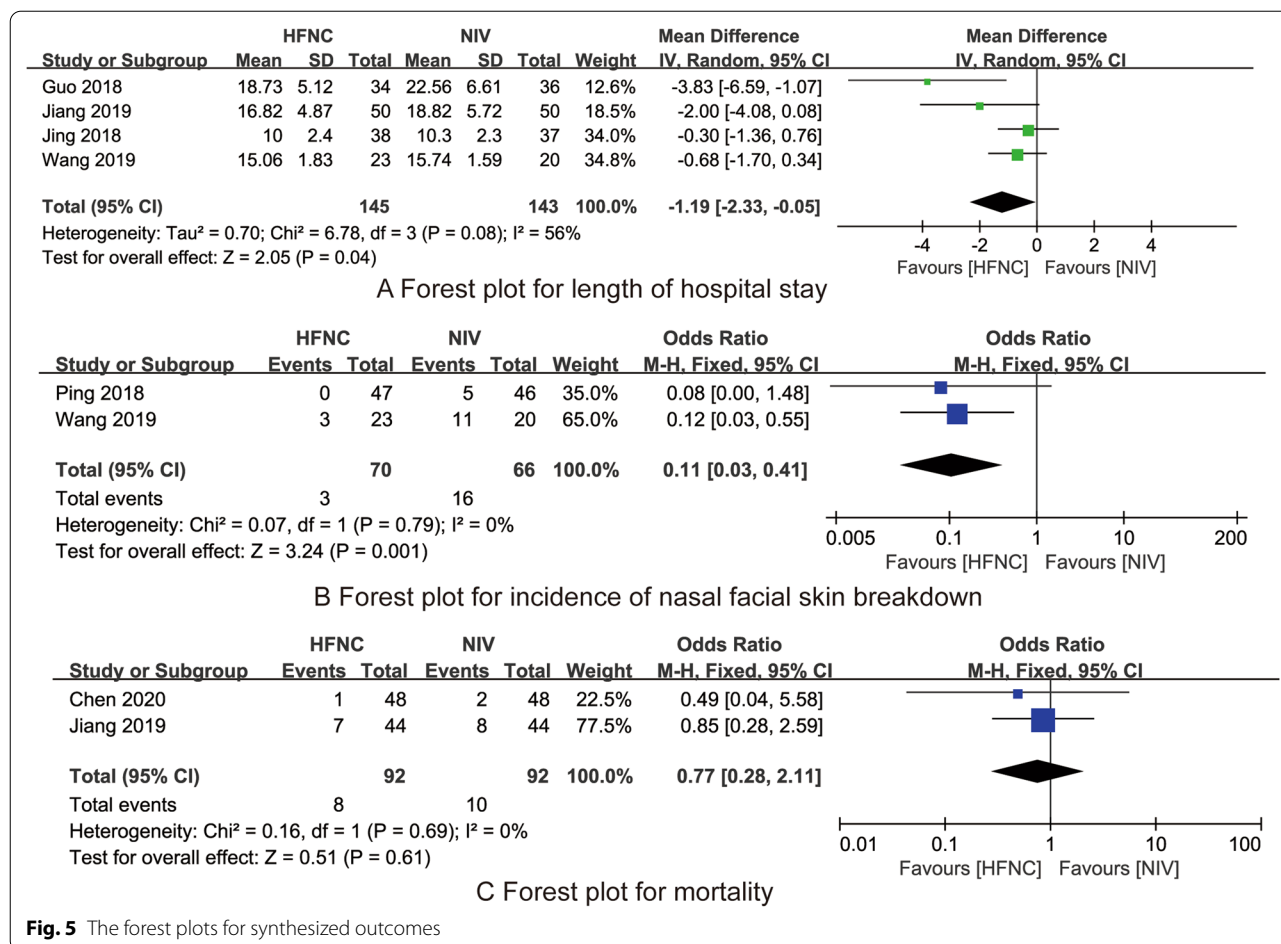 HFNC NIV Mean Difference Mean Difference
Study or Subgroup Mean SD Total Mean SD Total Weight IV, Random, 95% CI IV, Random, 95% CI
Guo 2018 18.73 5.12 34 22.56 6.61 36 12.6% -3.83 [-6.59, -1.07]
Jiang 2019 16.82 4.87 50 18.82 5.72 50 18.5% -2.00 [-4.08, 0.08]
Jing 2018 10 2.4 38 10.3 2.3 37 34.0% -0.30 [-1.36, 0.76]
Wang 2019 15.06 1.83 23 15.74 1.59 20 34.8% -0.68 [-1.70, 0.34]
Total (95% CI) 145 143 100.0% -1.19 [-2.33, -0.05]
Heterogeneity: Tau² = 0.70; Chi² = 6.78, df = 3 (P = 0.08); I² = 56%
Test for overall effect: Z = 2.05 (P = 0.04)
-4 -2 0 2 4
Favours [HFNC] Favours [NIV]
A Forest plot for length of hospital stay
HFNC NIV Odds Ratio Odds Ratio
Study or Subgroup Events Total Events Total Weight M-H, Fixed, 95% CI M-H, Fixed, 95% CI
Ping 2018 0 47 5 46 35.0% 0.08 [0.00, 1.48]
Wang 2019 3 23 11 20 65.0% 0.12 [0.03, 0.55]
Total (95% CI) 70 66 100.0% 0.11 [0.03, 0.41]
Total events 3 16
Heterogeneity: Chi² = 0.07, df = 1 (P = 0.79); I² = 0%
Test for overall effect: Z = 3.24 (P = 0.001)
0.005 0.1 1 10 200
Favours [HFNC] Favours [NIV]
B Forest plot for incidence of nasal facial skin breakdown
HFNC NIV Odds Ratio Odds Ratio
Study or Subgroup Events Total Events Total Weight M-H, Fixed, 95% CI M-H, Fixed, 95% CI
Chen 2020 1 48 2 48 22.5% 0.49 [0.04, 5.58]
Jiang 2019 7 44 8 44 77.5% 0.85 [0.28, 2.59]
Total (95% CI) 92 92 100.0% 0.77 [0.28, 2.11]
Total events 8 10
Heterogeneity: Chi² = 0.16, df = 1 (P = 0.69); I² = 0%
Test for overall effect: Z = 0.51 (P = 0.61)
0.01 0.1 1 10 100
Favours [HFNC] Favours [NIV]
C Forest plot for mortality
Fig. 5 The forest plots for synthesized outcomes